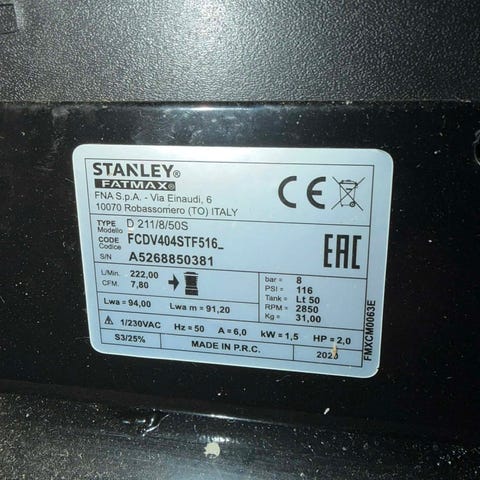 STANLEY®
FATMAX®
FNA S.p.A. - Via Einaudi, 6
10070 Robassomero (TO) ITALY
CE
TYPE
Modello D 211/8/50S
CODE
Codice FCDV404STF516_
S/N A5268850381
EAC
L/Min. 222,00
CFM. 7,80
bar = 8
PSI = 116
Tank = Lt 50
RPM = 2850
Kg = 31,00
Lwa = 94,00 Lwa m = 91,20
1/230VAC Hz = 50 A = 6,0 kW = 1,5 HP = 2,0
S3/25% MADE IN P.R.C.
FMXCM0063E